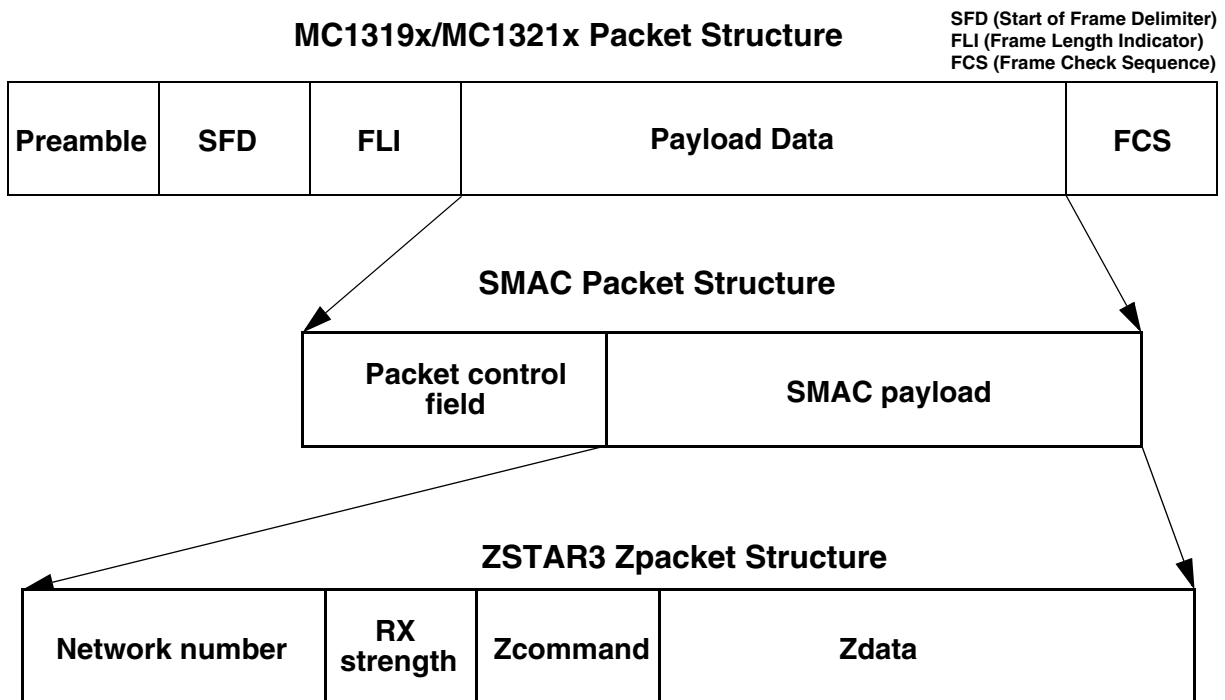 MC1319x/MC1321x Packet Structure
SFD (Start of Frame Delimiter)
FLI (Frame Length Indicator)
FCS (Frame Check Sequence)
Preamble
SFD
FLI
Payload Data
FCS
SMAC Packet Structure
Packet control
field
SMAC payload
ZSTAR3 Zpacket Structure
Network number
RX
strength
Zcommand
Zdata